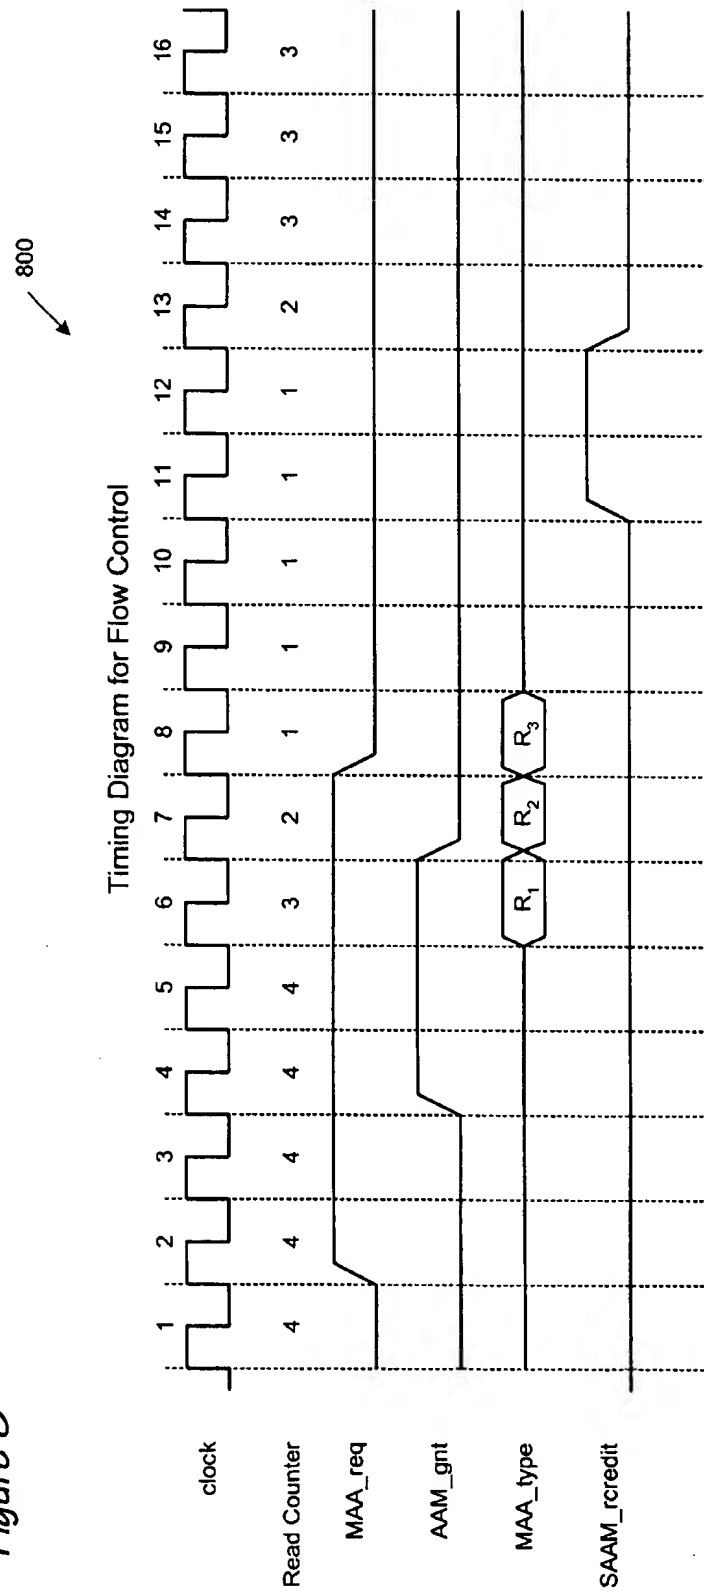 Figure 8
800
Timing Diagram for Flow Control
1 2 3 4 5 6 7 8 9 10 11 12 13 14 15 16
clock
Read Counter 4 4 4 4 4 3 2 1 1 1 1 1 2 3 3 3
MAA_req
AAM_gnt
MAA_type R1 R2 R3
SAAM_rcredit